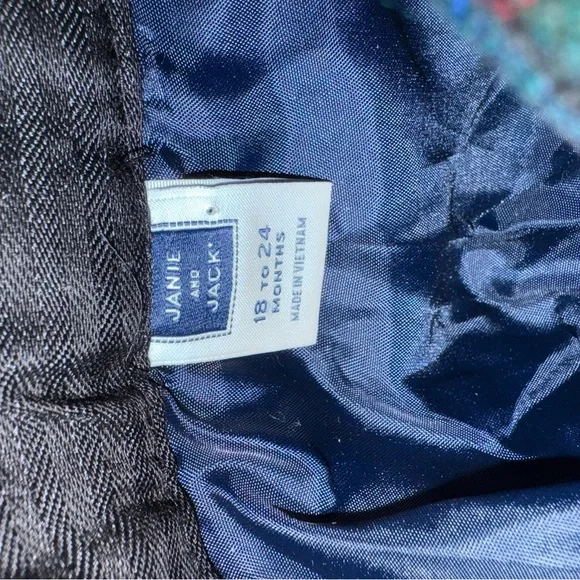 JANIE
AND
JACK
18 TO 24
MONTHS
MADE IN VIETNAM